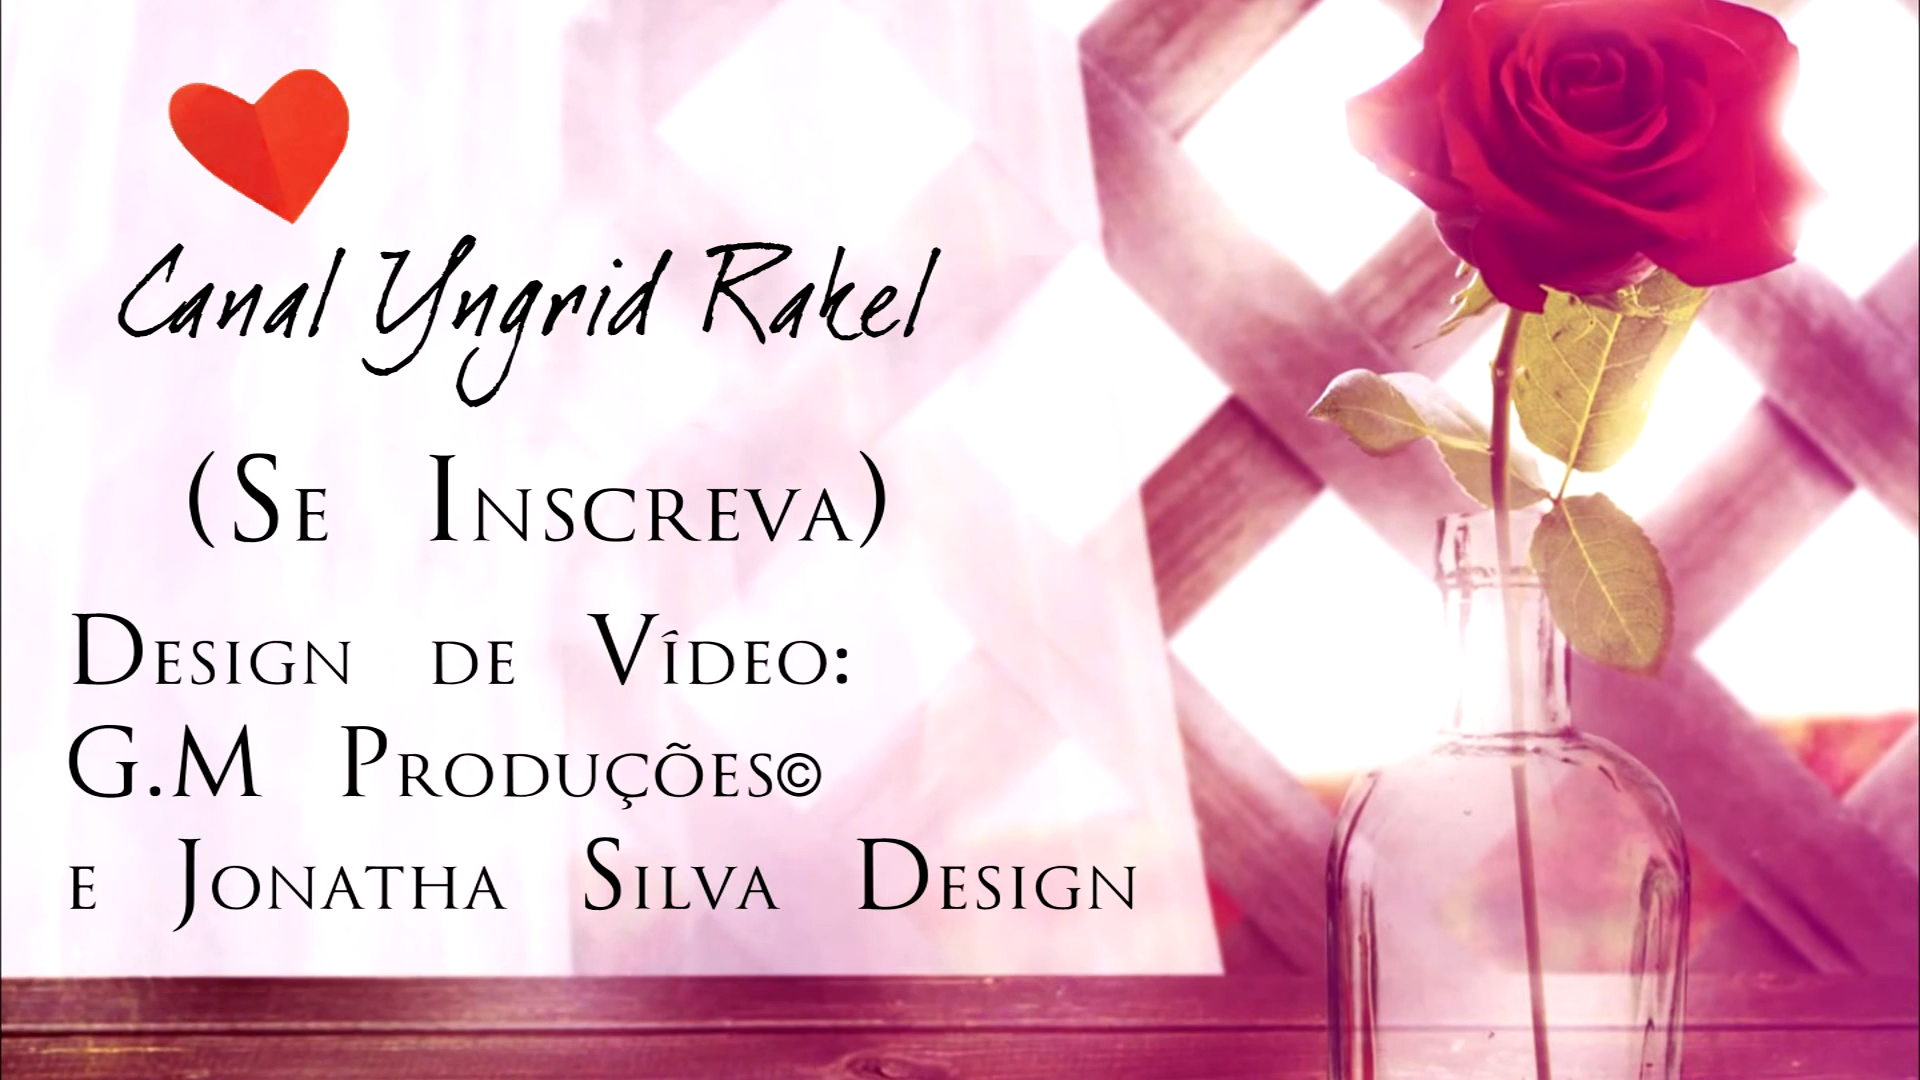 Canal Yngrid Rakel
(Se Inscreva)
Design de Vídeo:
G.M Produções©
e Jonatha Silva Design